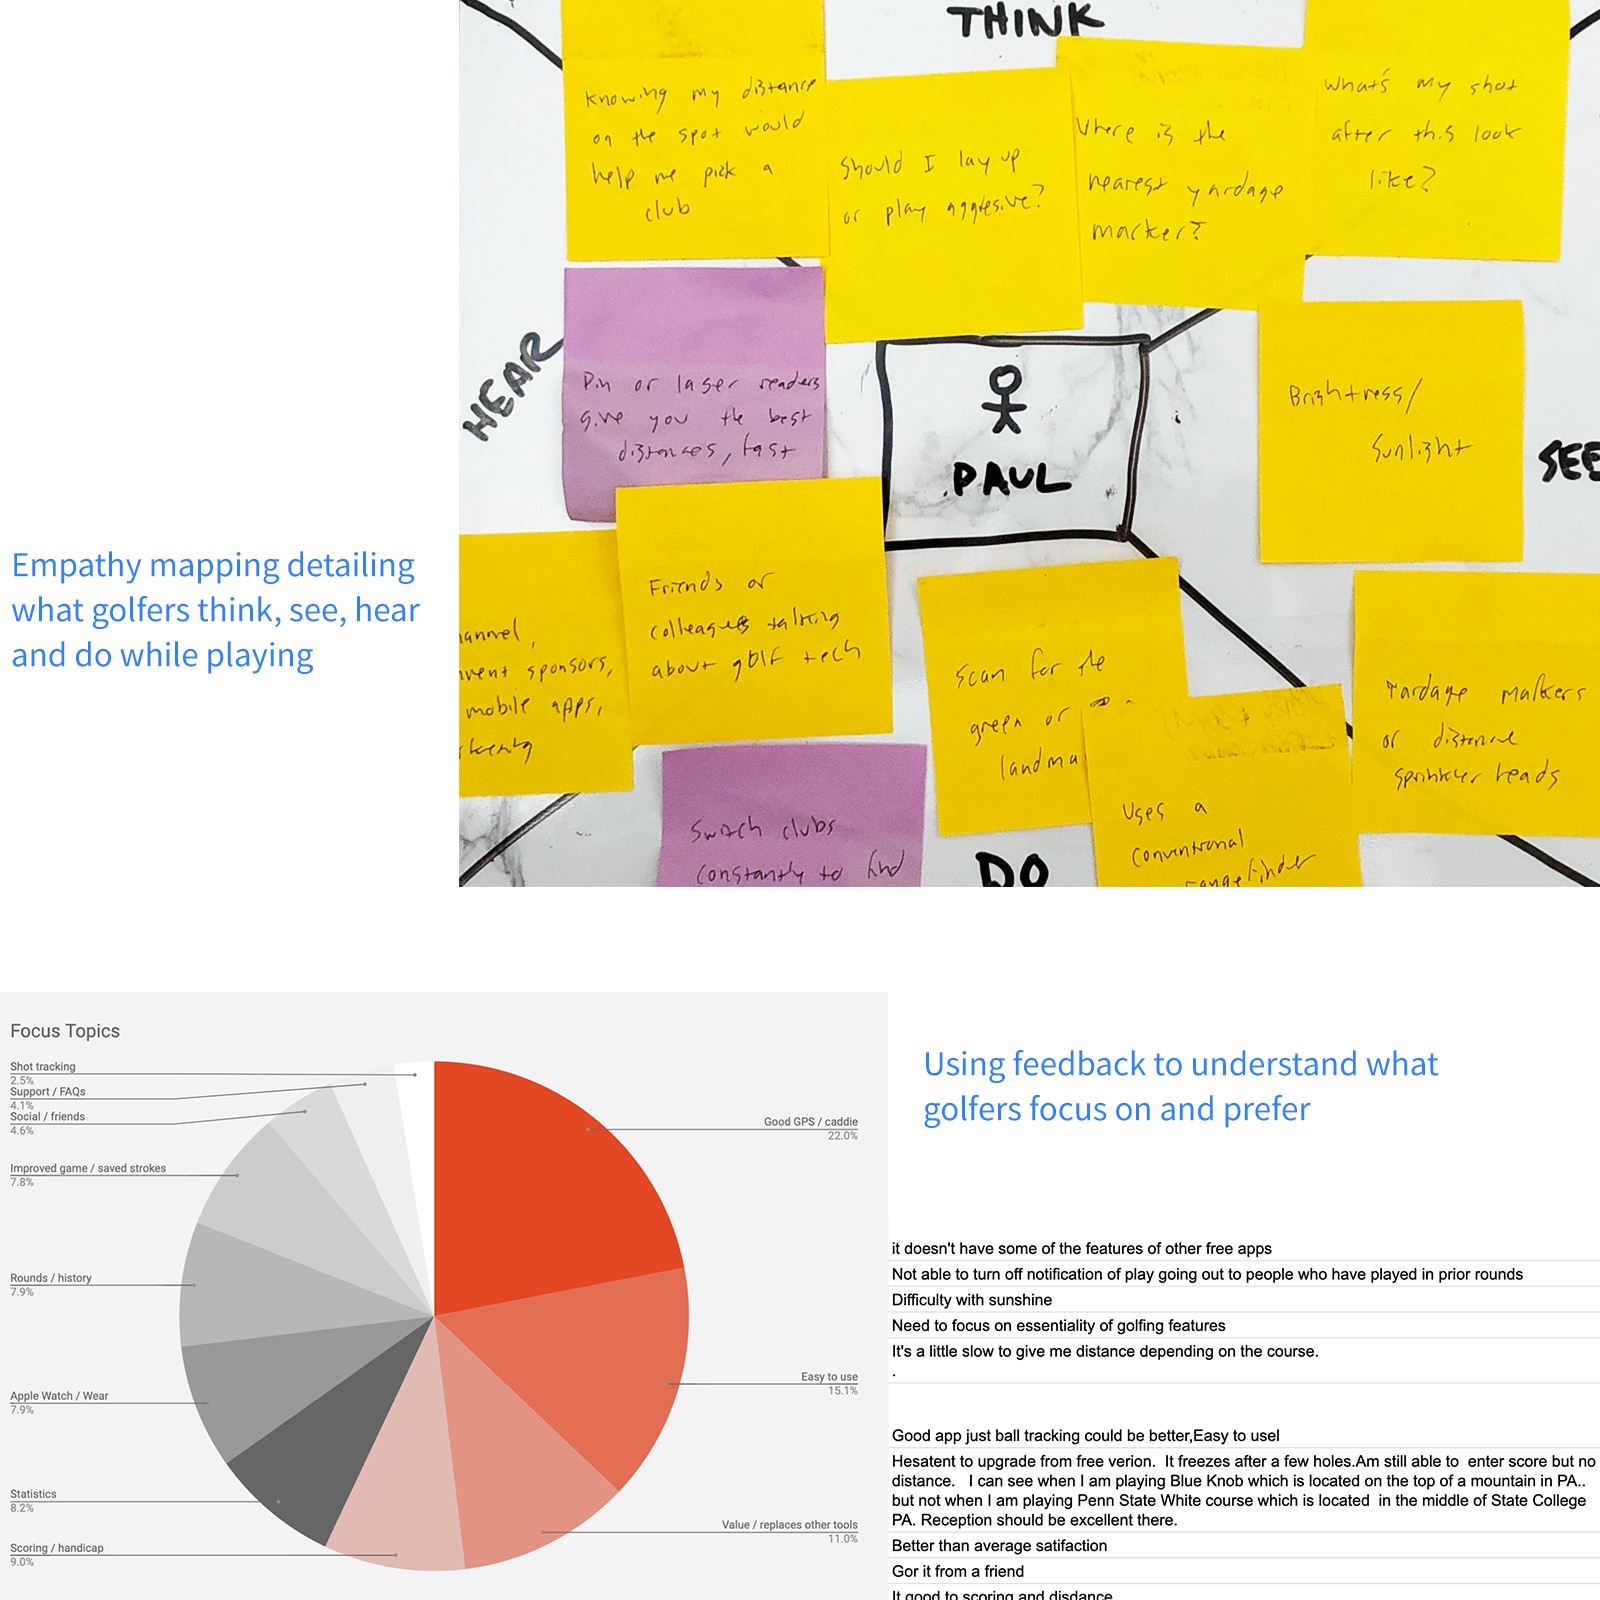 THINK
Knowing my distance
on the spot would
help me pick a
club
Should I lay up
or play aggresive?
Where is the
nearest yardage
marker?
What's my shot
after this look
like?
HEAR
Pin or laser readers
give you the best
distances, fast
PAUL
Brightness/
Sunlight
SEE
Empathy mapping detailing
what golfers think, see, hear
and do while playing
sponsors,
mobile apps,
Friends or
colleagues talking
about golf tech
Scan for the
green or
Yardage markers
or distance
sprinkler heads
Switch clubs
constantly to find
Uses a
conventional
rangefinder
DO
Focus Topics
Shot tracking
2.5%
Support / FAQs
4.1%
Social / friends
4.6%
Improved game / saved strokes
7.8%
Rounds / history
7.9%
Apple Watch / Wear
7.9%
Statistics
8.2%
Scoring / handicap
9.0%
Good GPS / caddie
22.0%
Easy to use
15.1%
Value / replaces other tools
11.0%
Using feedback to understand what
golfers focus on and prefer
it doesn't have some of the features of other free apps
Not able to turn off notification of play going out to people who have played in prior rounds
Difficulty with sunshine
Need to focus on essentiality of golfing features
It's a little slow to give me distance depending on the course.
.
Good app just ball tracking could be better,Easy to usel
Hesatent to upgrade from free verion. It freezes after a few holes.Am still able to enter score but no
distance. I can see when I am playing Blue Knob which is located on the top of a mountain in PA..
but not when I am playing Penn State White course which is located in the middle of State College
PA. Reception should be excellent there.
Better than average satifaction
Gor it from a friend
It good to scoring and disdance